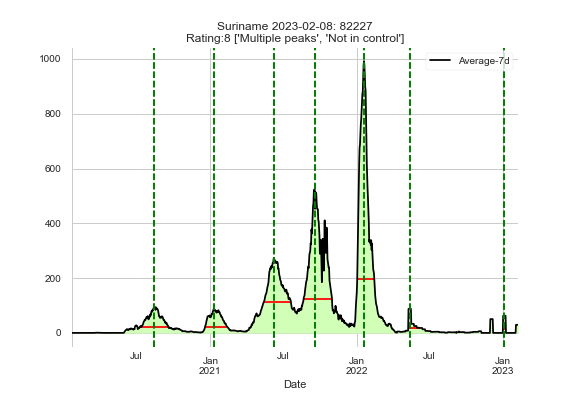 Suriname 2023-02-08: 82227
Rating:8 ['Multiple peaks', 'Not in control']
Average-7d
1000
800
600
400
200
0
Jul
Jan
2021
Jul
Jan
2022
Jul
Jan
2023
Date